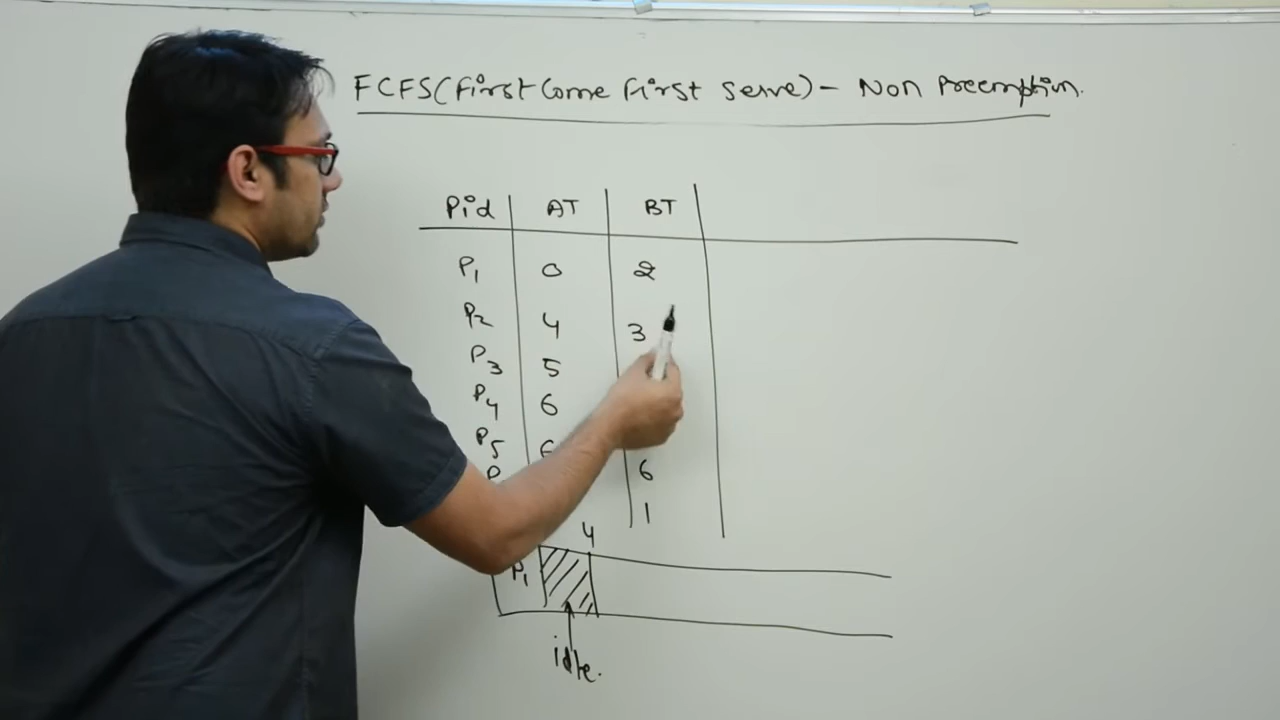 FCFS(First Come First Serve) - Non Preemption.
Pid AT BT
P1 0 2
P2 4 3
P3 5
P4 6
P5 6
6
1
4
P1
idle.